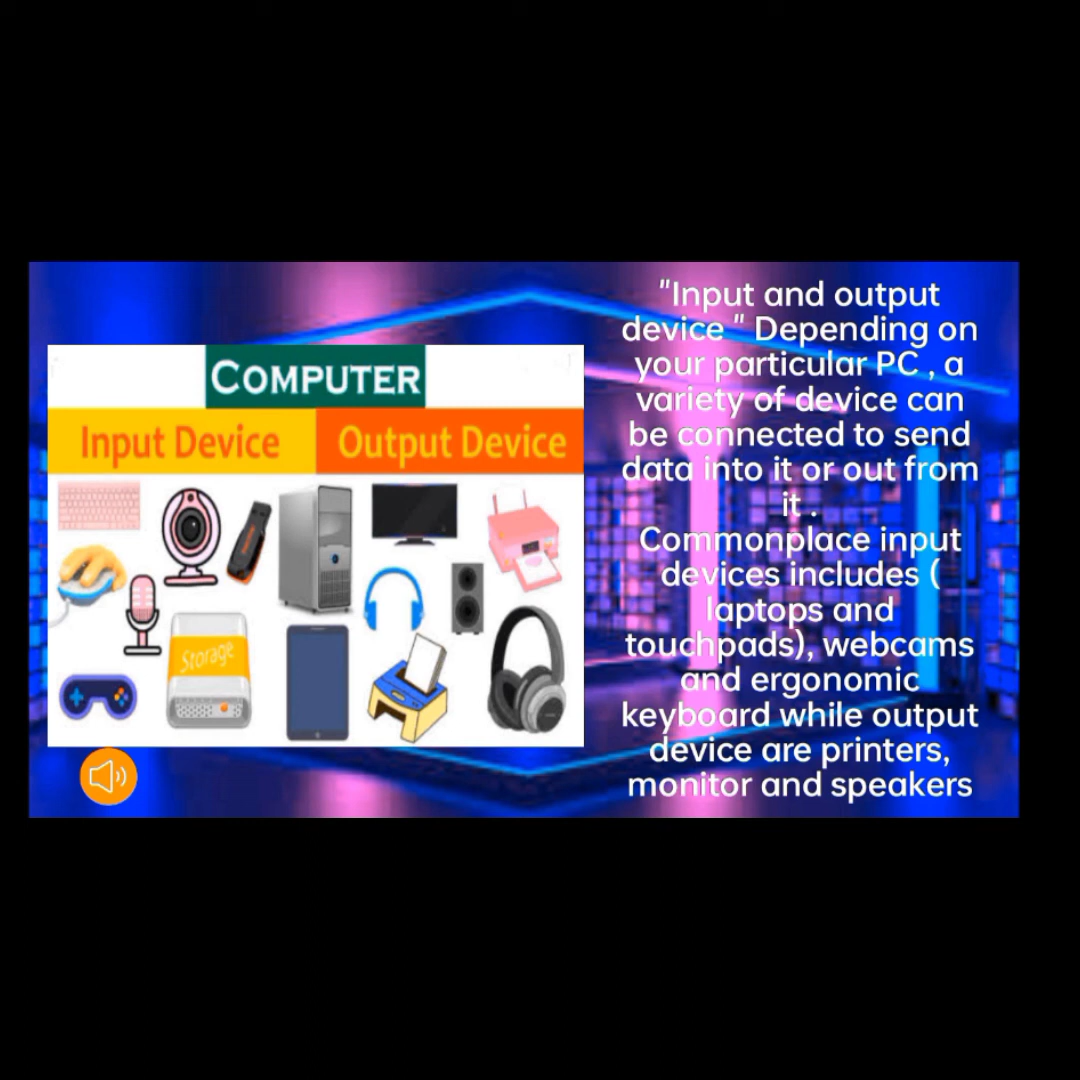 COMPUTER
Input Device
Output Device
Storage
"Input and output
device " Depending on
your particular PC , a
variety of device can
be connected to send
data into it or out from
it .
Commonplace input
devices includes (
laptops and
touchpads), webcams
and ergonomic
keyboard while output
device are printers,
monitor and speakers